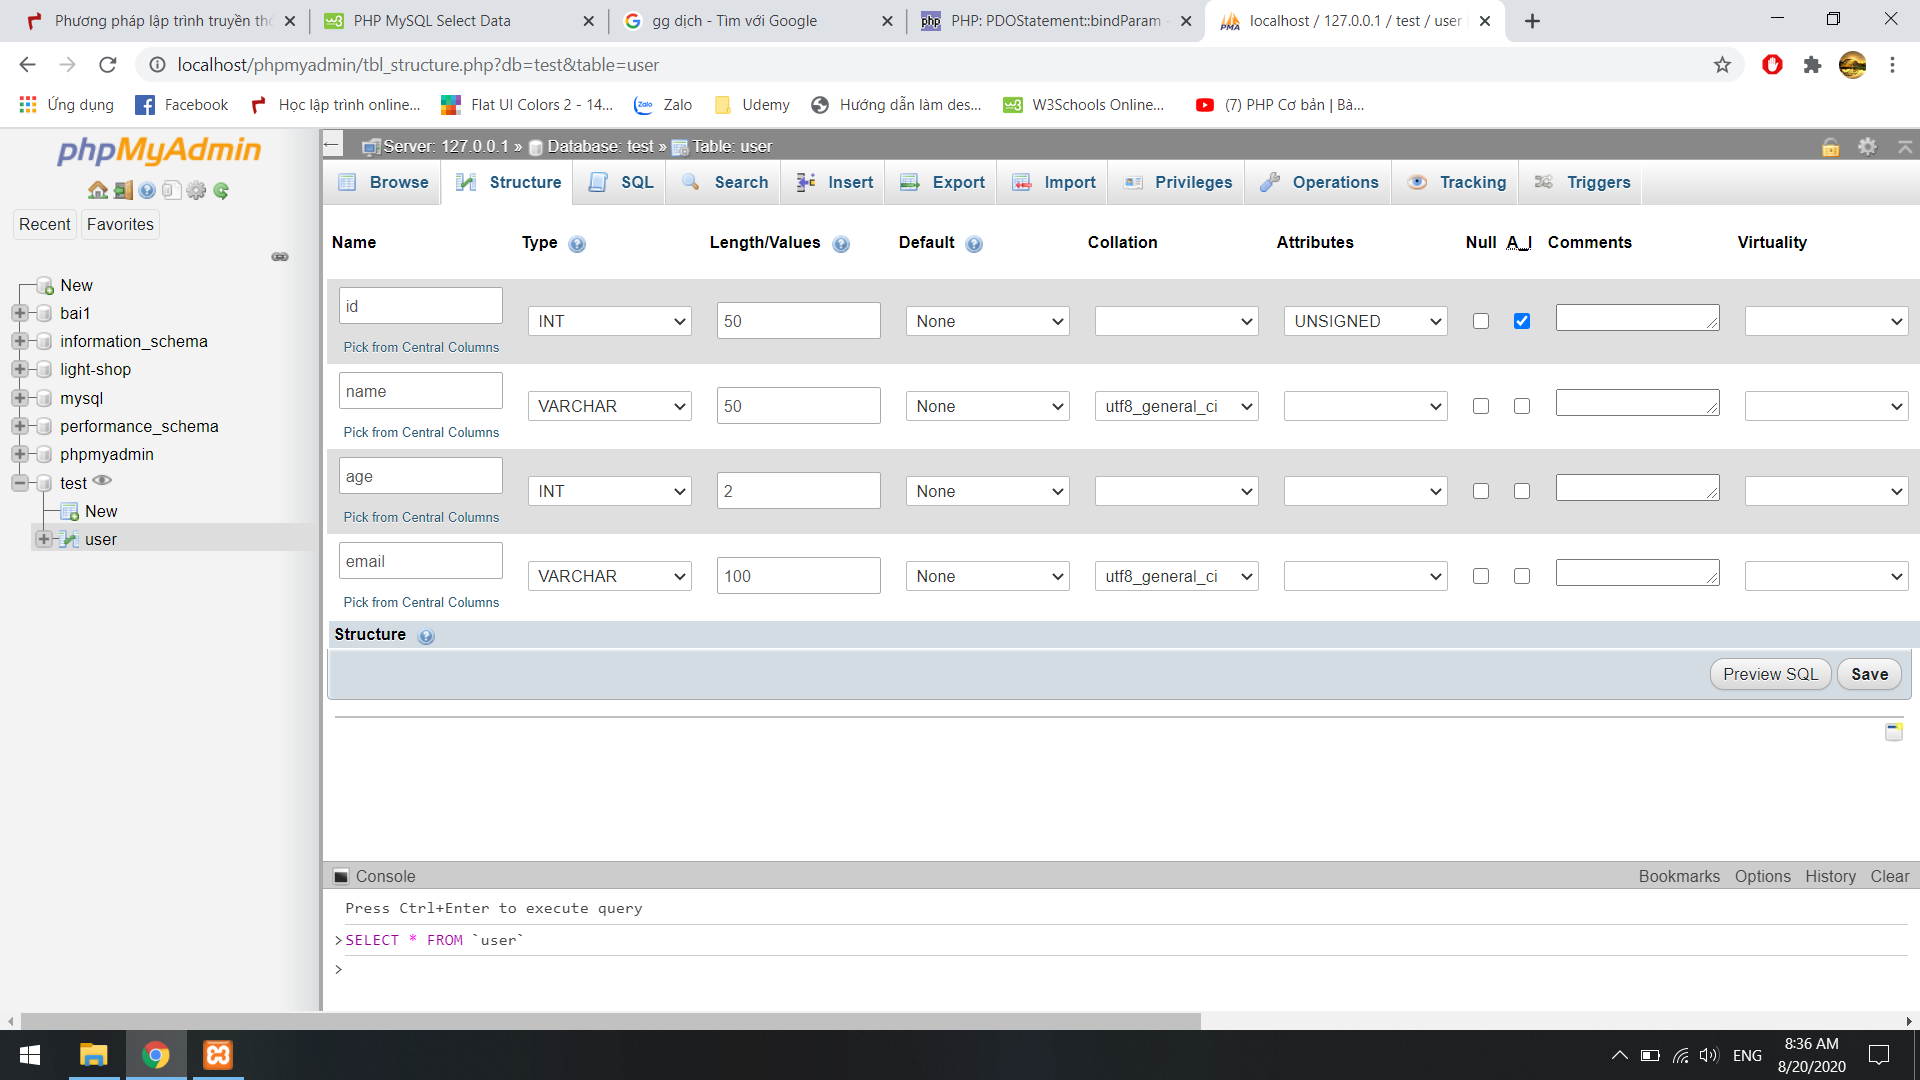 Phương pháp lập trình truyền thố
PHP MySQL Select Data
gg dịch - Tìm với Google
PHP: PDOStatement::bindParam -
localhost / 127.0.0.1 / test / user
localhost/phpmyadmin/tbl_structure.php?db=test&table=user
Ứng dụng
Facebook
Học lập trình online...
Flat UI Colors 2 - 14...
Zalo
Udemy
Hướng dẫn làm des...
W3Schools Online...
(7) PHP Cơ bản | Bà...
phpMyAdmin
Recent
Favorites
New
bai1
information_schema
light-shop
mysql
performance_schema
phpmyadmin
test
New
user
Server: 127.0.0.1 » Database: test » Table: user
Browse Structure SQL Search Insert Export Import Privileges Operations Tracking Triggers
Name Type Length/Values Default Collation Attributes Null A_I Comments Virtuality
id INT 50 None UNSIGNED
Pick from Central Columns
name VARCHAR 50 None utf8_general_ci
Pick from Central Columns
age INT 2 None
Pick from Central Columns
email VARCHAR 100 None utf8_general_ci
Pick from Central Columns
Structure
Preview SQL Save
Console Bookmarks Options History Clear
Press Ctrl+Enter to execute query
>SELECT * FROM `user`
>
ENG
8:36 AM
8/20/2020